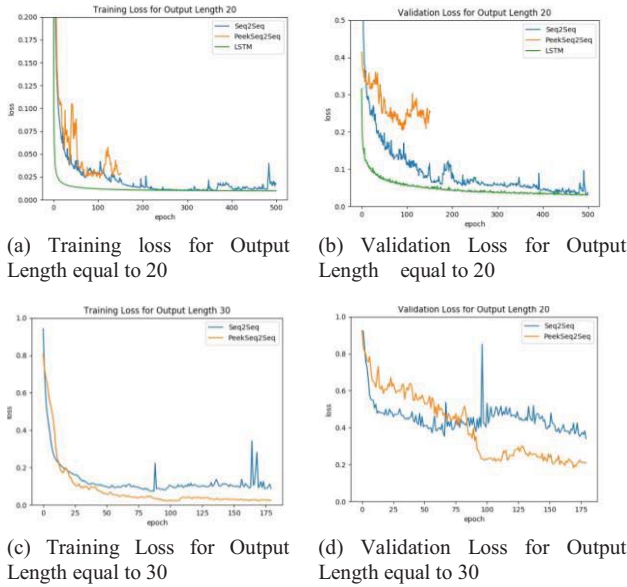 Training Loss for Output Length 20
0.200
0.175
0.150
0.125
0.100
0.075
0.050
0.025
0.000
loss
Seq2Seq
PeekSeq2Seq
LSTM
0 100 200 300 400 500
epoch
Validation Loss for Output Length 20
0.5
0.4
0.3
0.2
0.1
0.0
loss
Seq2Seq
PeekSeq2Seq
LSTM
0 100 200 300 400 500
epoch
(a) Training loss for Output
Length equal to 20
(b) Validation Loss for Output
Length equal to 20
Training Loss for Output Length 30
1.0
0.8
0.6
0.4
0.2
0.0
loss
Seq2Seq
PeekSeq2Seq
0 25 50 75 100 125 150 175
epoch
Validation Loss for Output Length 20
1.0
0.8
0.6
0.4
0.2
0.0
loss
Seq2Seq
PeekSeq2Seq
0 25 50 75 100 125 150 175
epoch
(c) Training Loss for Output
Length equal to 30
(d) Validation Loss for Output
Length equal to 30